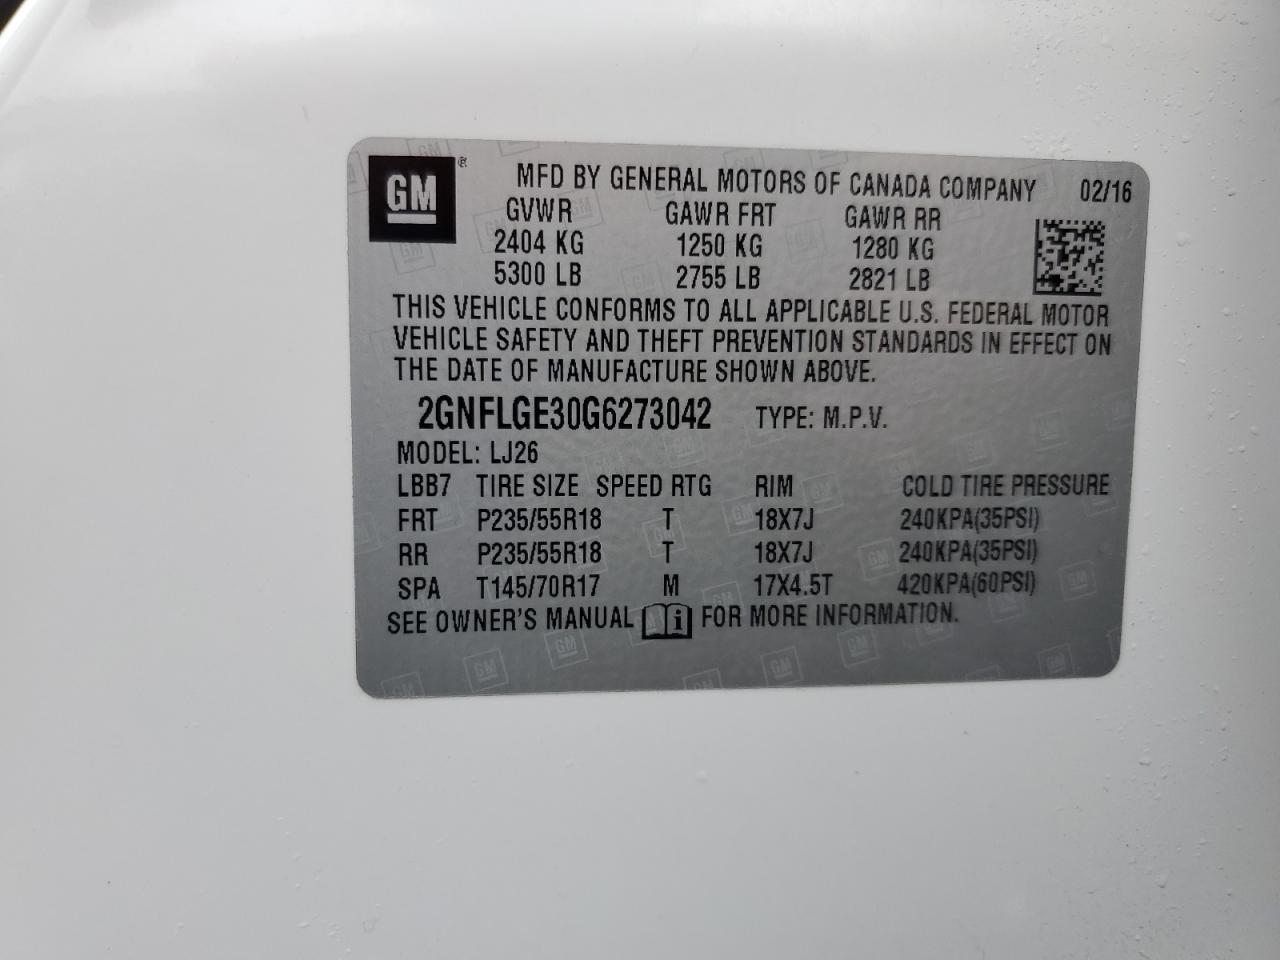 GM ® MFD BY GENERAL MOTORS OF CANADA COMPANY 02/16
GVWR GAWR FRT GAWR RR
2404 KG 1250 KG 1280 KG
5300 LB 2755 LB 2821 LB
THIS VEHICLE CONFORMS TO ALL APPLICABLE U.S. FEDERAL MOTOR
VEHICLE SAFETY AND THEFT PREVENTION STANDARDS IN EFFECT ON
THE DATE OF MANUFACTURE SHOWN ABOVE.
2GNFLGE30G6273042 TYPE: M.P.V.
MODEL: LJ26
LBB7 TIRE SIZE SPEED RTG RIM COLD TIRE PRESSURE
FRT P235/55R18 T 18X7J 240KPA(35PSI)
RR P235/55R18 T 18X7J 240KPA(35PSI)
SPA T145/70R17 M 17X4.5T 420KPA(60PSI)
SEE OWNER'S MANUAL i FOR MORE INFORMATION.